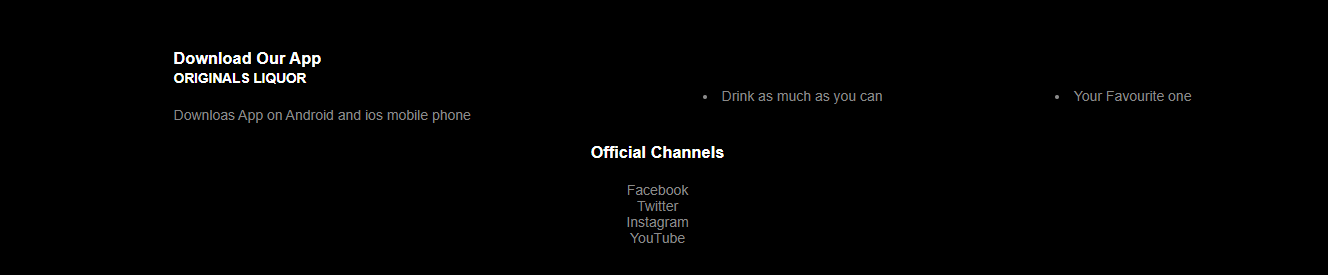 Download Our App
ORIGINALS LIQUOR
Downloas App on Android and ios mobile phone
• Drink as much as you can
• Your Favourite one
Official Channels
Facebook
Twitter
Instagram
YouTube